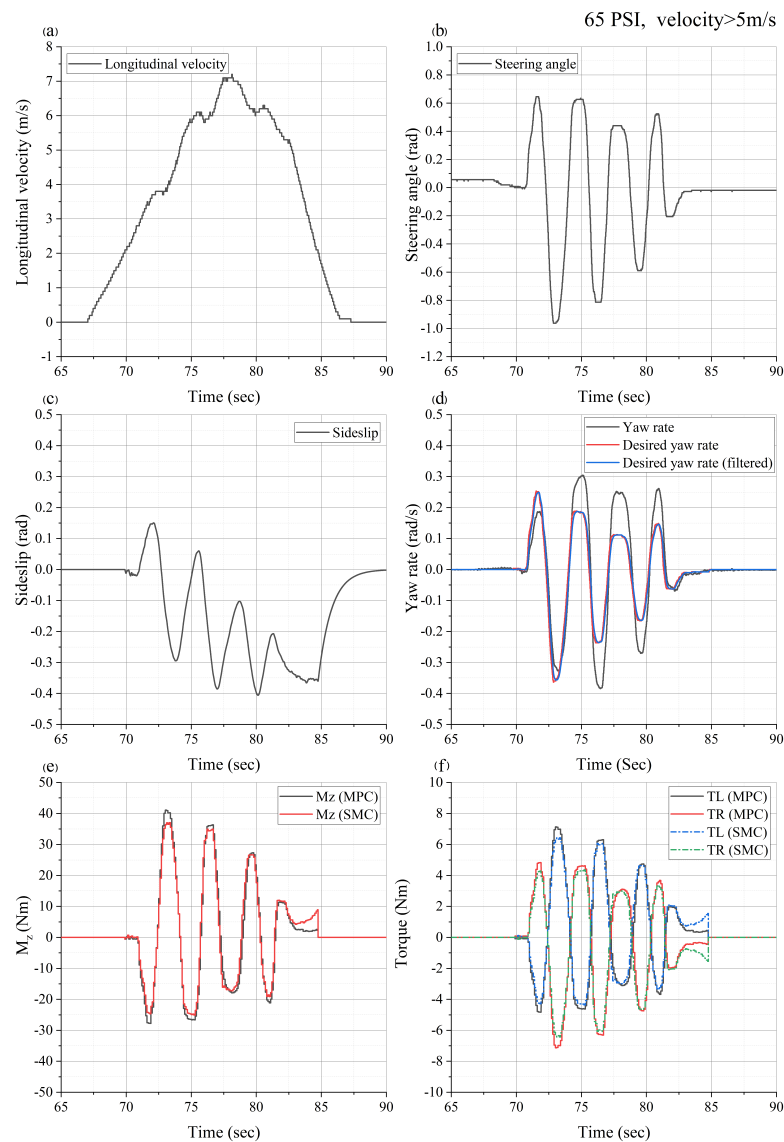 65 PSI, velocity>5m/s
(a)
Longitudinal velocity
Longitudinal velocity (m/s)
8
7
6
5
4
3
2
1
0
-1
65 70 75 80 85 90
Time (sec)
(b)
Steering angle
Steering angle (rad)
1.0
0.8
0.6
0.4
0.2
0.0
-0.2
-0.4
-0.6
-0.8
-1.0
-1.2
65 70 75 80 85 90
Time (sec)
(c)
Sideslip
Sideslip (rad)
0.5
0.4
0.3
0.2
0.1
0.0
-0.1
-0.2
-0.3
-0.4
-0.5
65 70 75 80 85 90
Time (sec)
(d)
Yaw rate
Desired yaw rate
Desired yaw rate (filtered)
Yaw rate (rad/s)
0.5
0.4
0.3
0.2
0.1
0.0
-0.1
-0.2
-0.3
-0.4
-0.5
65 70 75 80 85 90
Time (Sec)
(e)
Mz (MPC)
Mz (SMC)
Mz (Nm)
50
40
30
20
10
0
-10
-20
-30
-40
-50
65 70 75 80 85 90
Time (sec)
(f)
TL (MPC)
TR (MPC)
TL (SMC)
TR (SMC)
Torque (Nm)
10
8
6
4
2
0
-2
-4
-6
-8
-10
65 70 75 80 85 90
Time (sec)